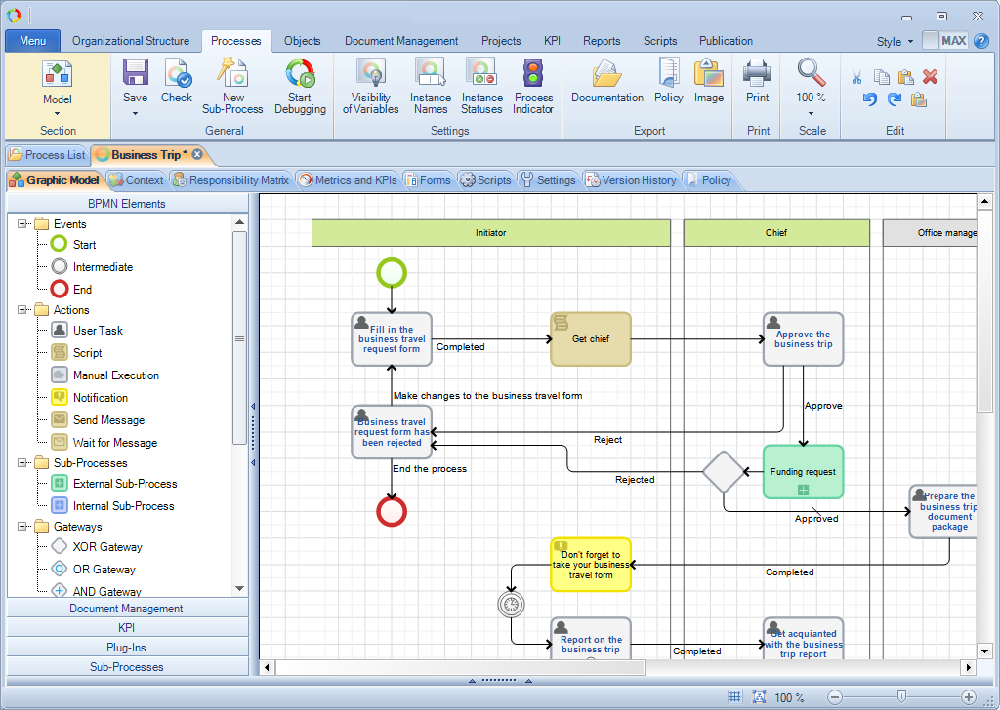 Menu
Organizational Structure
Processes
Objects
Document Management
Projects
KPI
Reports
Scripts
Publication
Style
MAX
?
Model
Section
Save
Check
New
Sub-Process
Start
Debugging
General
Visibility
of Variables
Instance
Names
Instance
Statuses
Process
Indicator
Settings
Documentation
Policy
Image
Export
Print
Print
100 %
Scale
Edit
Process List
Business Trip *
Graphic Model
Context
Responsibility Matrix
Metrics and KPIs
Forms
Scripts
Settings
Version History
Policy
BPMN Elements
Events
Start
Intermediate
End
Actions
User Task
Script
Manual Execution
Notification
Send Message
Wait for Message
Sub-Processes
External Sub-Process
Internal Sub-Process
Gateways
XOR Gateway
OR Gateway
AND Gateway
Document Management
KPI
Plug-Ins
Sub-Processes
Initiator
Chief
Office manage
Fill in the
business travel
request form
Completed
Get chief
Approve the
business trip
Make changes to the business travel form
Approve
Business travel
request form has
been rejected
Reject
End the process
Rejected
Funding request
Approved
Prepare the
business trip
document
package
Don't forget to
take your business
travel form
Completed
Report on the
business trip
Completed
Get acquianted
with the business
trip report
100 %